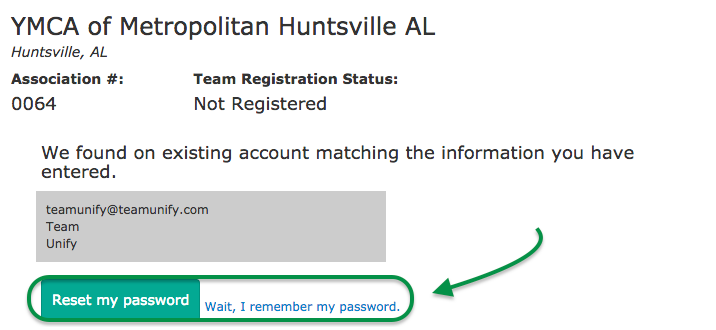 YMCA of Metropolitan Huntsville AL
Huntsville, AL
Association #: Team Registration Status:
0064 Not Registered
We found on existing account matching the information you have
entered.
teamunify@teamunify.com
Team
Unify
Reset my password Wait, I remember my password.